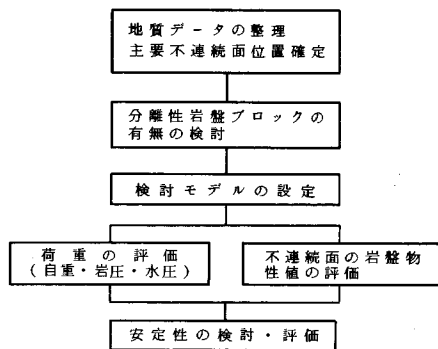 地質データの整理
主要不連続面位置確定
分離性岩盤ブロックの
有無の検討
検討モデルの設定
荷重の評価
(自重・岩圧・水圧)
不連続面の岩盤物
性値の評価
安定性の検討・評価